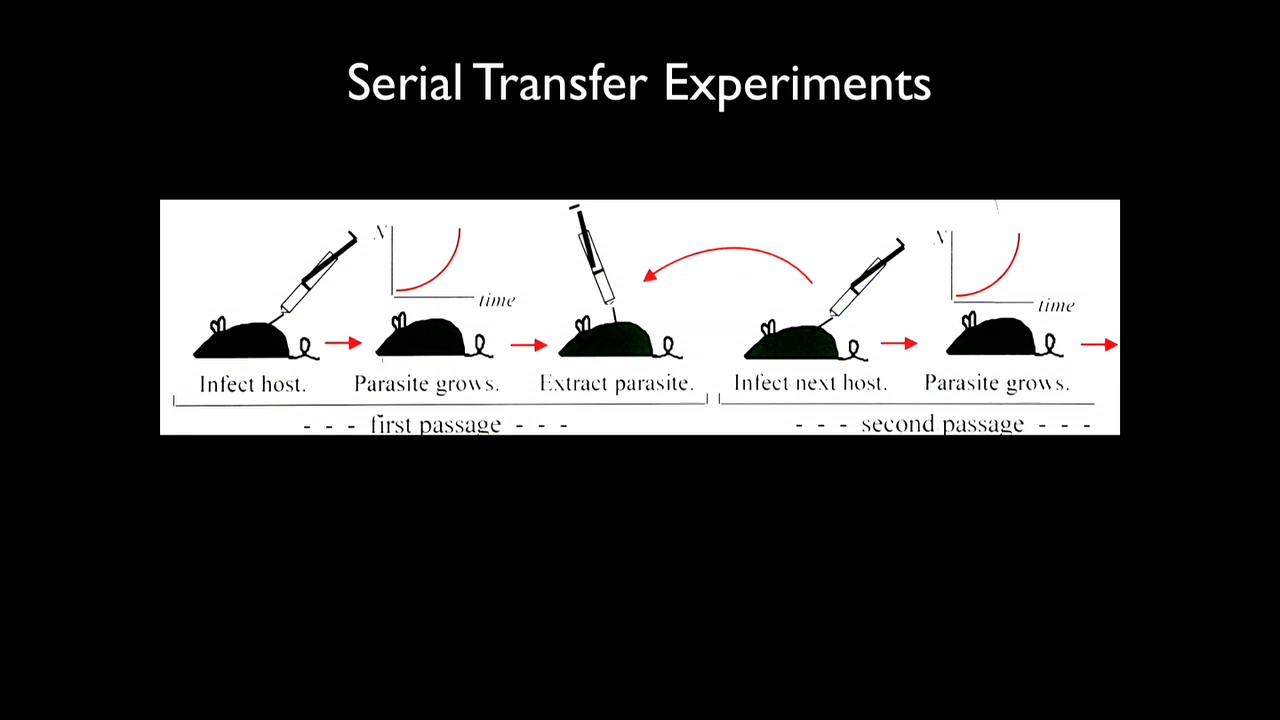 Serial Transfer Experiments
N
time
N
time
Infect host.
Parasite grows.
Extract parasite.
Infect next host.
Parasite grows.
- - - first passage - - -
- - - second passage - - -